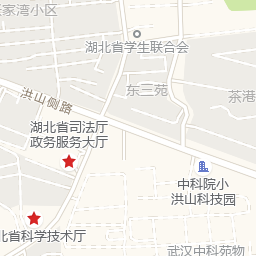 张家湾小区
湖北省学生联合会
东三苑
茶港
洪山侧路
湖北省司法厅
政务服务大厅
中科院小
洪山科技园
北省科学技术厅
武汉中科苑物